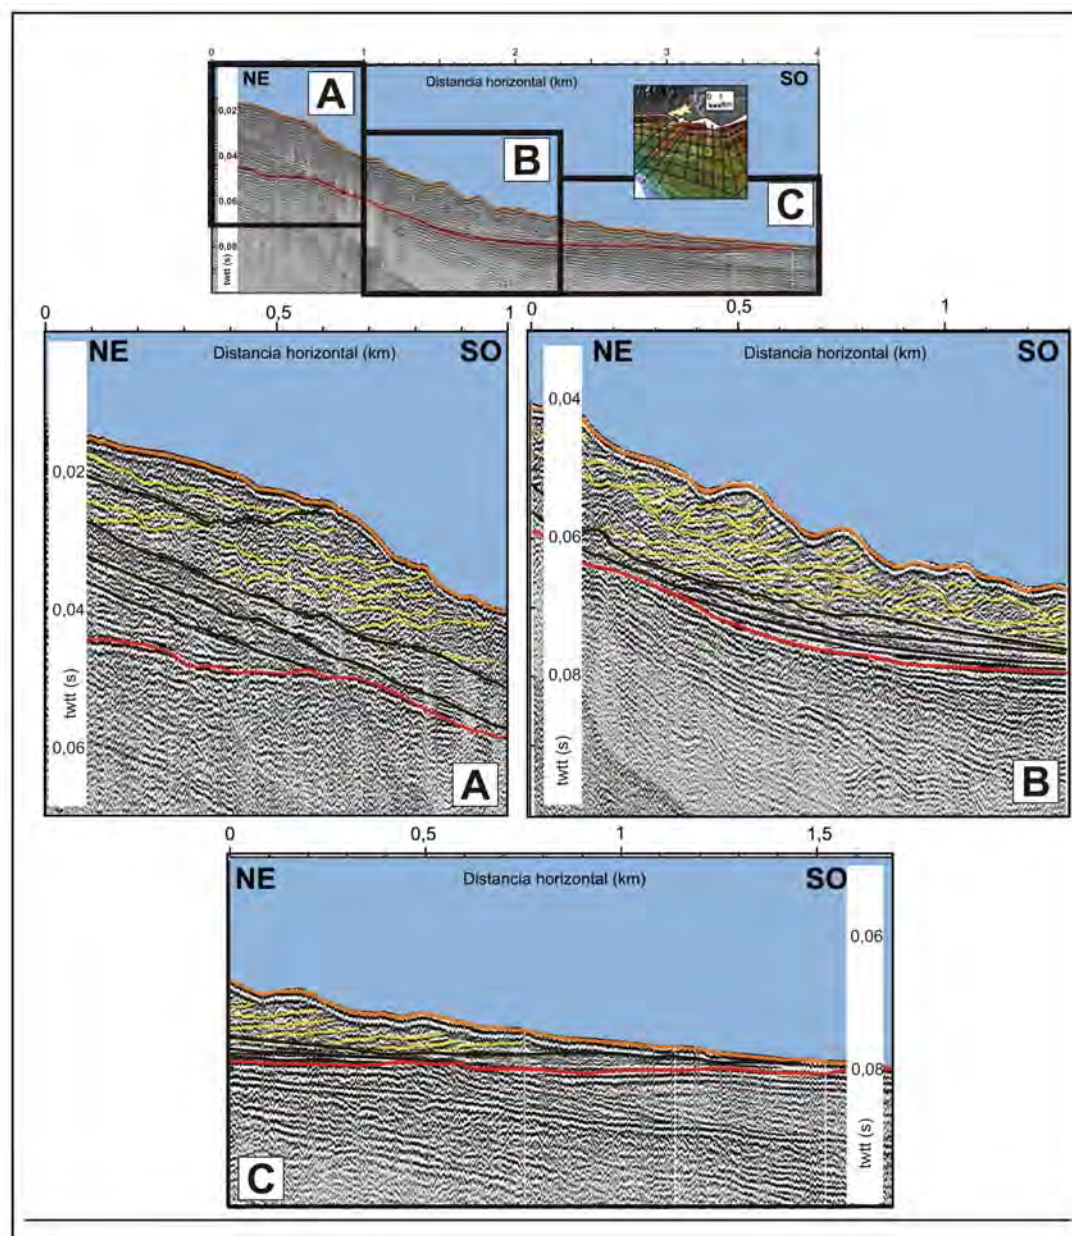 0 1 2 3 4
NE Distancia horizontal (km) SO
A
B
C
0,02
0,04
0,06
0,08
twtt (s)
0 0,5 1
NE Distancia horizontal (km) SO
0,02
0,04
0,06
twtt (s)
A
0 0,5 1
NE Distancia horizontal (km) SO
0,04
0,06
0,08
twtt (s)
B
0 0,5 1 1,5
NE Distancia horizontal (km) SO
0,06
0,08
twtt (s)
C